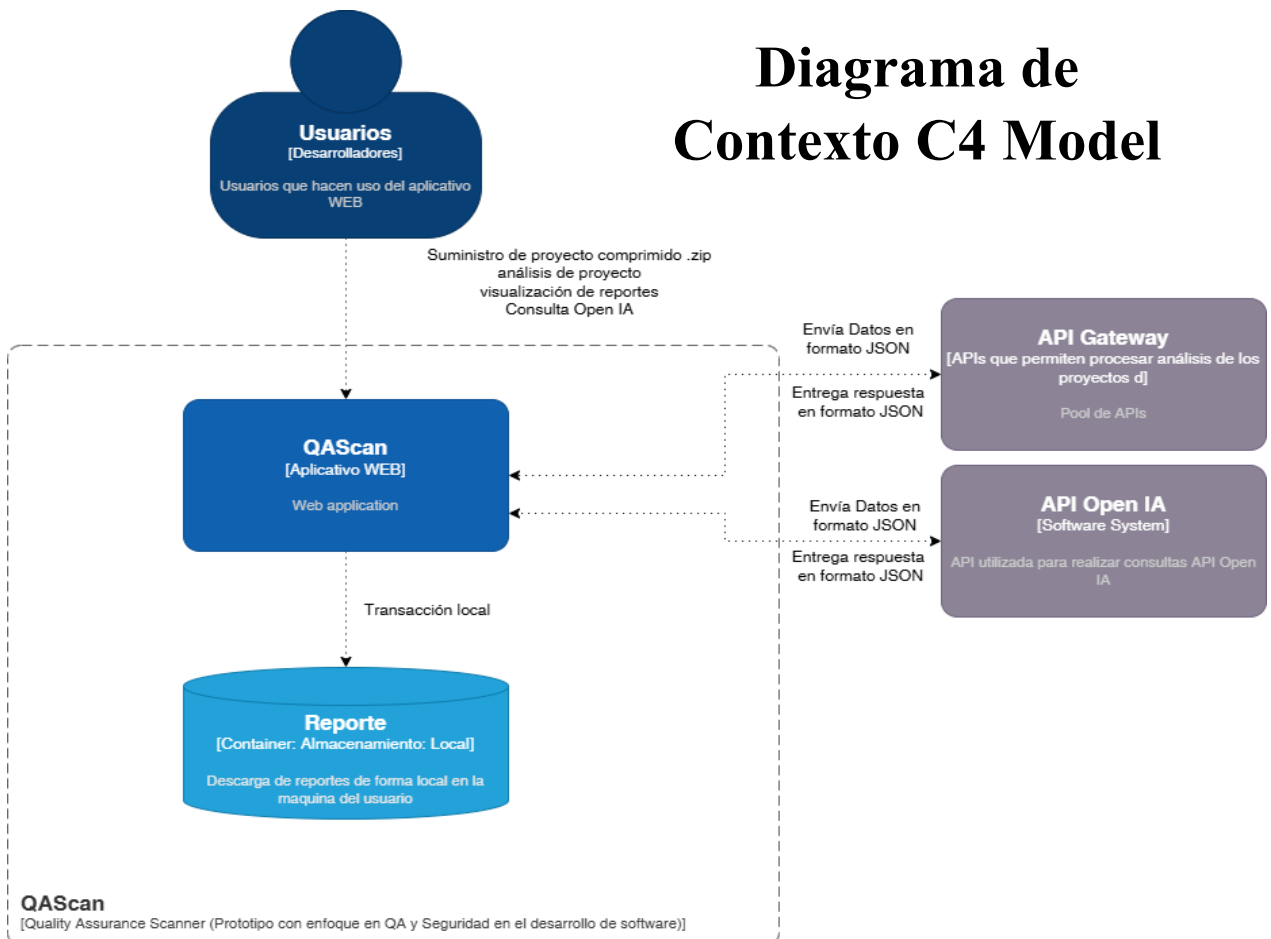 Diagrama de
Contexto C4 Model
Usuarios
[Desarrolladores]
Usuarios que hacen uso del aplicativo
WEB
Suministro de proyecto comprimido .zip
análisis de proyecto
visualización de reportes
Consulta Open IA
Envía Datos en
formato JSON
Entrega respuesta
en formato JSON
API Gateway
[APIs que permiten procesar análisis de los
proyectos d]
Pool de APIs
QAScan
[Aplicativo WEB]
Web application
Envía Datos en
formato JSON
Entrega respuesta
en formato JSON
API Open IA
[Software System]
API utilizada para realizar consultas API Open
IA
Transacción local
Reporte
[Container: Almacenamiento: Local]
Descarga de reportes de forma local en la
maquina del usuario
QAScan
[Quality Assurance Scanner (Prototipo con enfoque en QA y Seguridad en el desarrollo de software)]